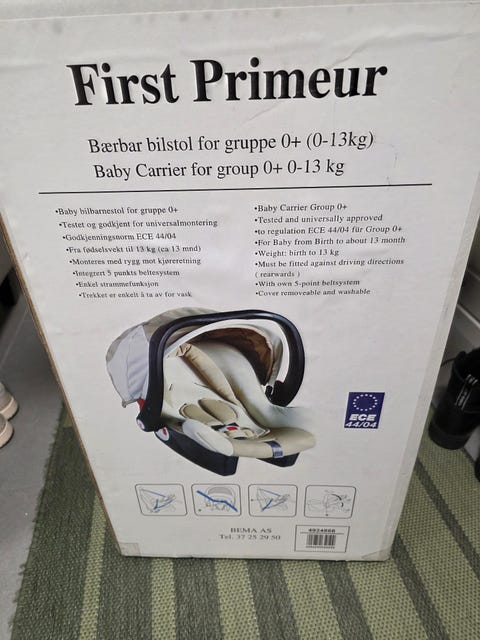 First Primeur
Bærbar bilstol for gruppe 0+ (0-13kg)
Baby Carrier for group 0+ 0-13 kg
•Baby bilbarnestol for gruppe 0+
•Testet og godkjent for universalmontering
•Godkjenningsnorm ECE 44/04
•Fra fødselsvekt til 13 kg (ca 13 mnd)
•Monteres med rygg mot kjøreretning
•Integrert 5 punkts beltesystem
•Enkel strammefunksjon
•Trekket er enkelt å ta av for vask
•Baby Carrier Group 0+
•Tested and universally approved
•to regulation ECE 44/04 für Group 0+
•For Baby from Birth to about 13 month
•Weight: birth to 13 kg
•Must be fitted against driving directions
( rearwards )
•With own 5-point beltsystem
•Cover removeable and washable
ECE
44/04
BEMA AS
Tel. 37 25 29 50
4024866